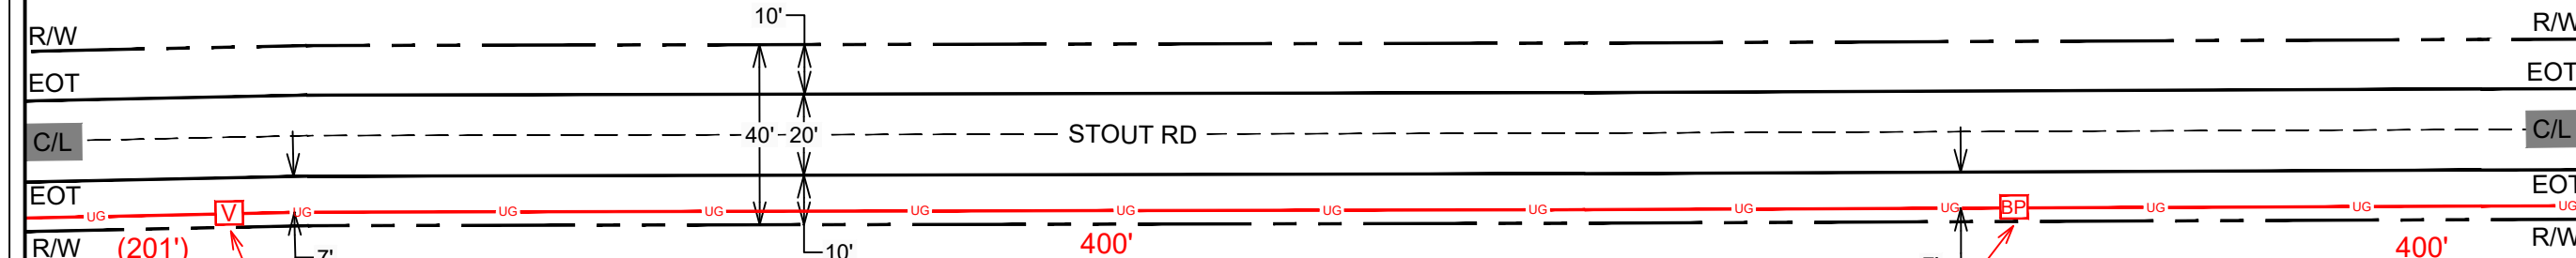 10'
R/W R/W
EOT EOT
C/L 40' 20' STOUT RD C/L
EOT EOT
UG V UG UG UG UG UG UG UG UG UG BP UG UG UG
R/W (201') 7' 10' 400' 400' R/W